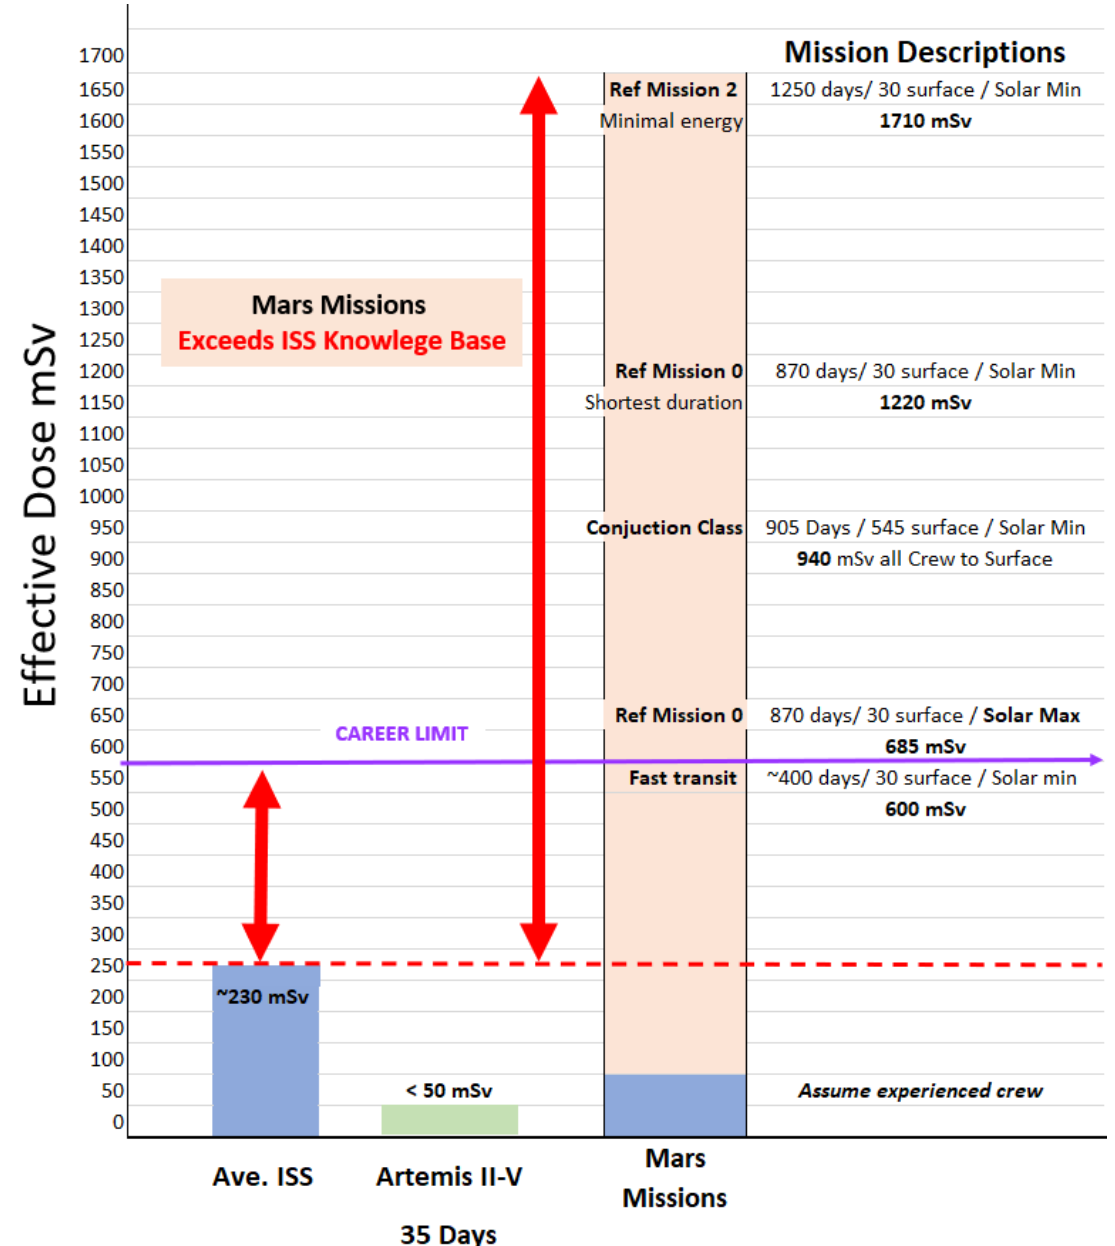 Mission Descriptions
Effective Dose mSv
1700
1650
1600
1550
1500
1450
1400
1350
1300
1250
1200
1150
1100
1050
1000
950
900
850
800
750
700
650
600
550
500
450
400
350
300
250
200
150
100
50
0
Mars Missions
Exceeds ISS Knowlege Base
Ref Mission 2 1250 days/ 30 surface / Solar Min
Minimal energy 1710 mSv
Ref Mission 0 870 days/ 30 surface / Solar Min
Shortest duration 1220 mSv
Conjuction Class 905 Days / 545 surface / Solar Min
940 mSv all Crew to Surface
Ref Mission 0 870 days/ 30 surface / Solar Max
685 mSv
CAREER LIMIT
Fast transit ~400 days/ 30 surface / Solar min
600 mSv
~230 mSv
< 50 mSv
Assume experienced crew
Ave. ISS
Artemis II-V
35 Days
Mars
Missions